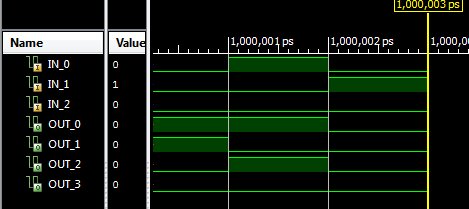 1,000,003 ps
Name Value 1,000,001 ps 1,000,002 ps 1,000,0
IN_0 0
IN_1 1
IN_2 0
OUT_0 0
OUT_1 0
OUT_2 0
OUT_3 0